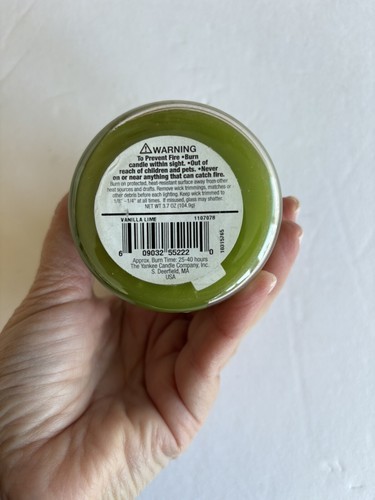 ⚠WARNING
To Prevent Fire •Burn
candle within sight. •Out of
reach of children and pets. •Never
on or near anything that can catch fire.
Burn on protected, heat-resistant surface away from other
heat sources and drafts. Remove wick trimmings, matches or
other debris before each lighting. Keep wick trimmed to
1/8"-1/4" at all times. If misused, glass may shatter.
NET WT 3.7 OZ (104.9g)
VANILLA LIME 1107078
6 09032 55222 0
Approx. Burn Time: 25-40 hours
The Yankee Candle Company, Inc.
S. Deerfield, MA
USA